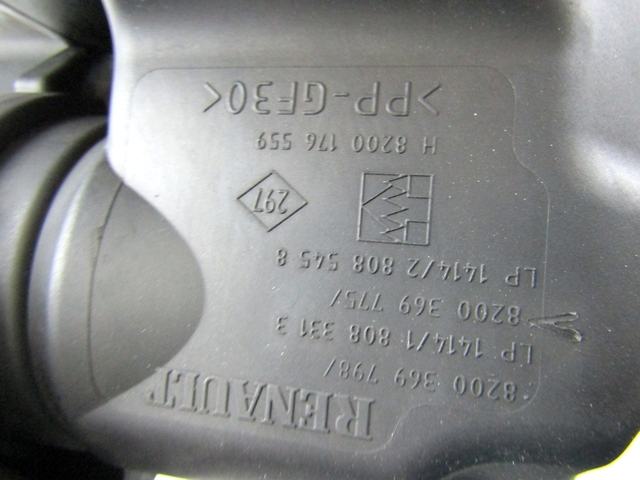 RENAULT
8200 369 798/
LP 1414/1 808 331 3
8200 369 775/
LP 1414/2 808 545 8
297
H 8200 176 559
>PP-GF30<